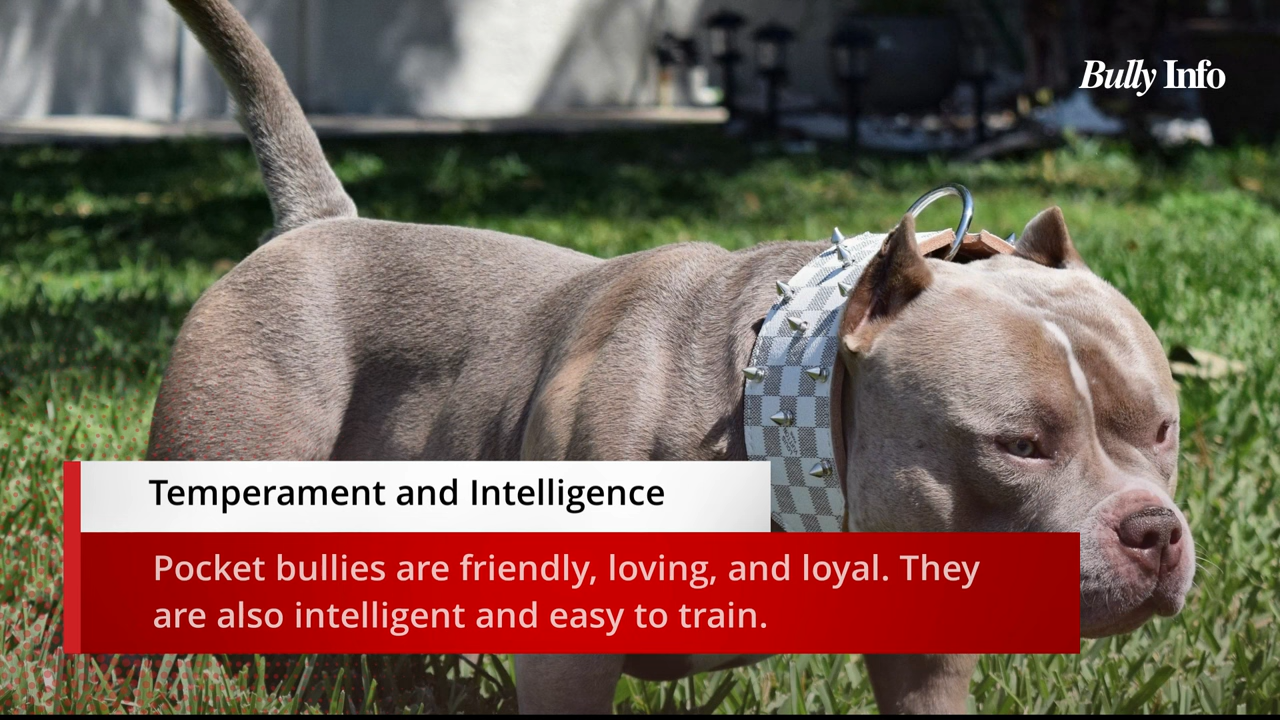 Bully Info
Temperament and Intelligence
Pocket bullies are friendly, loving, and loyal. They
are also intelligent and easy to train.